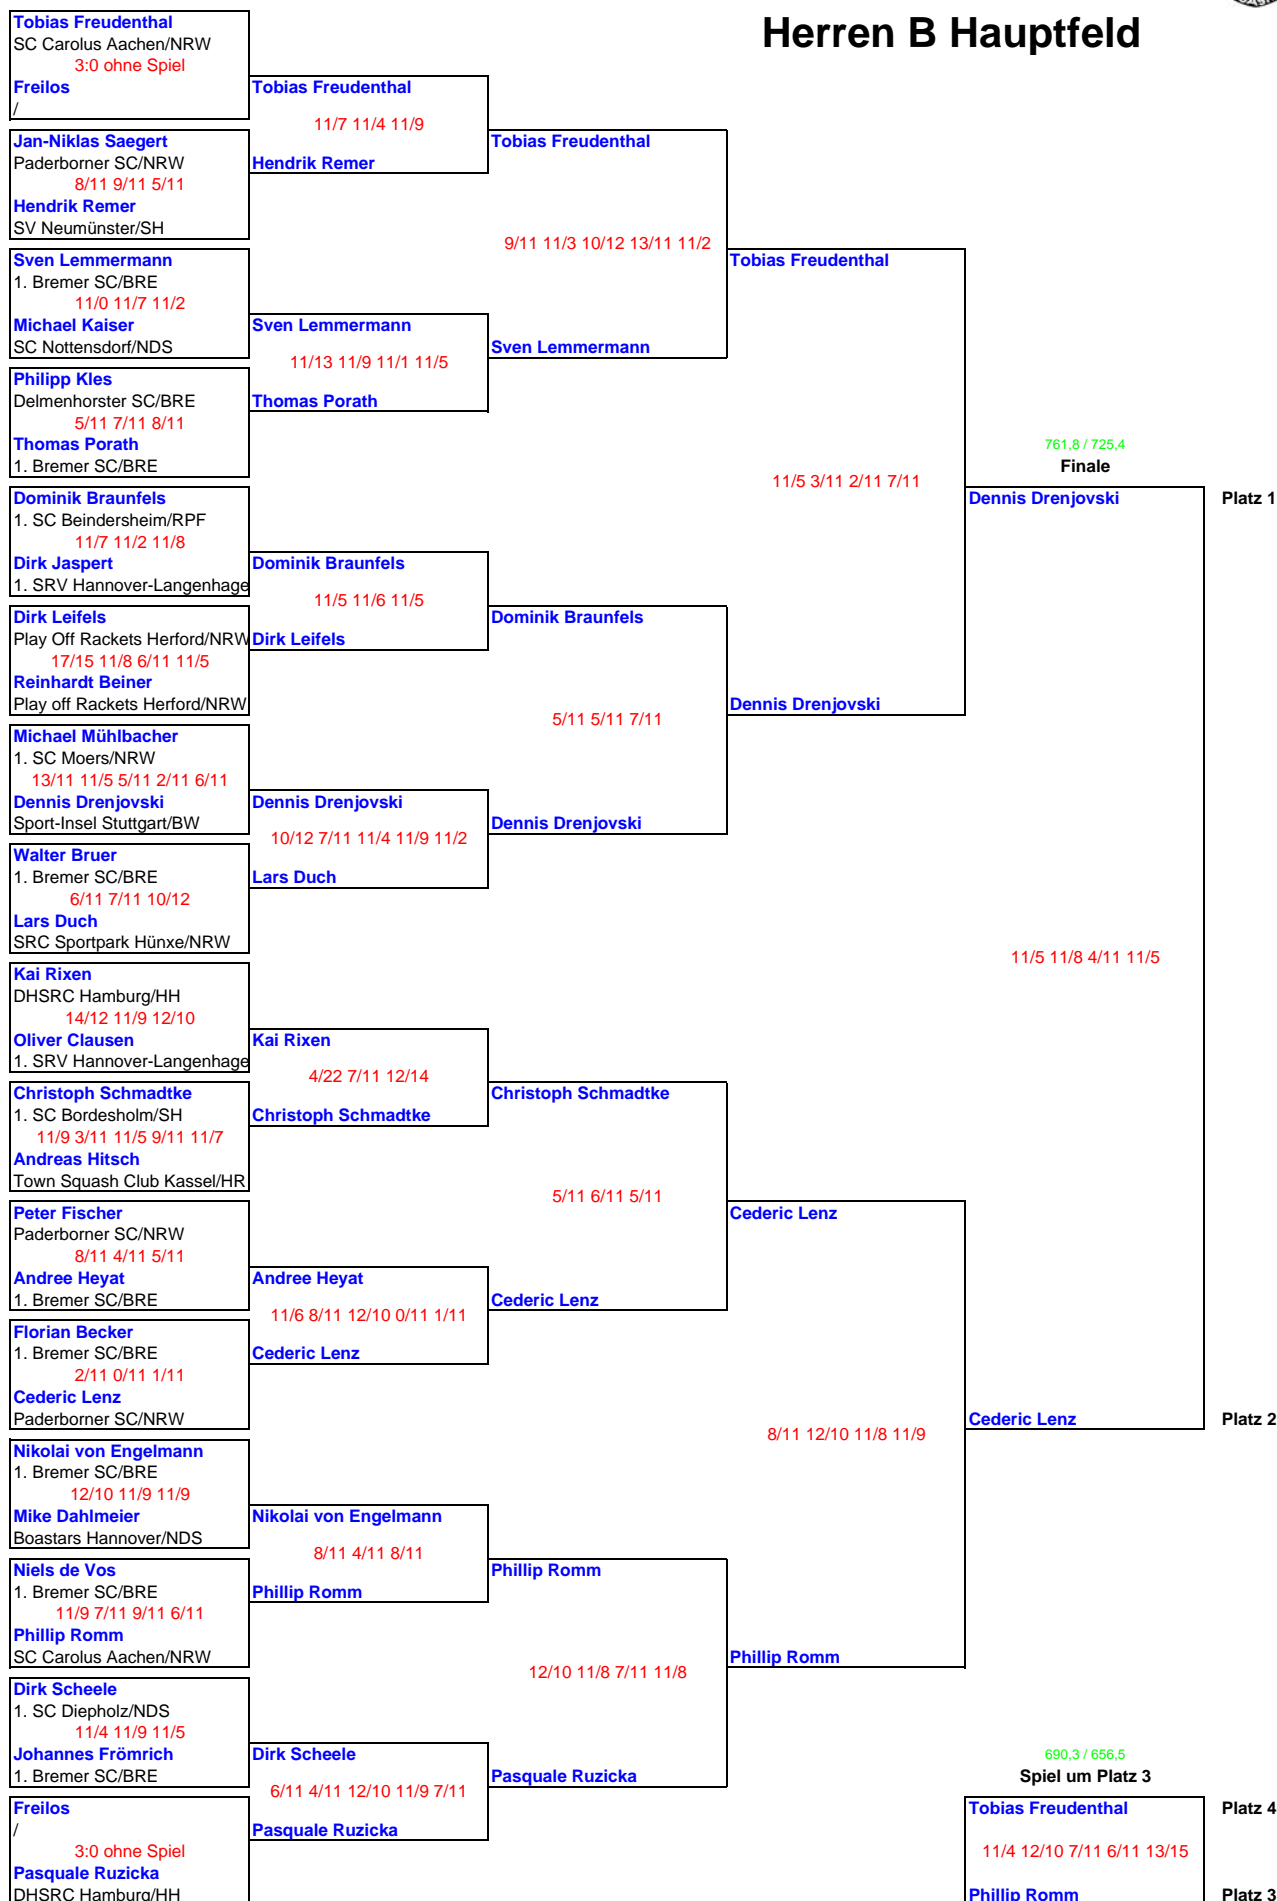 Herren B Hauptfeld
Tobias Freudenthal
SC Carolus Aachen/NRW
3:0 ohne Spiel
Freilos
/
Jan-Niklas Saegert
Paderborner SC/NRW
8/11 9/11 5/11
Hendrik Remer
SV Neumünster/SH
Sven Lemmermann
1. Bremer SC/BRE
11/0 11/7 11/2
Michael Kaiser
SC Nottensdorf/NDS
Philipp Kles
Delmenhorster SC/BRE
5/11 7/11 8/11
Thomas Porath
1. Bremer SC/BRE
Dominik Braunfels
1. SC Beindersheim/RPF
11/7 11/2 11/8
Dirk Jaspert
1. SRV Hannover-Langenhage
Dirk Leifels
Play Off Rackets Herford/NRW
17/15 11/8 6/11 11/5
Reinhardt Beiner
Play off Rackets Herford/NRW
Michael Mühlbacher
1. SC Moers/NRW
13/11 11/5 5/11 2/11 6/11
Dennis Drenjovski
Sport-Insel Stuttgart/BW
Walter Bruer
1. Bremer SC/BRE
6/11 7/11 10/12
Lars Duch
SRC Sportpark Hünxe/NRW
Kai Rixen
DHSRC Hamburg/HH
14/12 11/9 12/10
Oliver Clausen
1. SRV Hannover-Langenhage
Christoph Schmadtke
1. SC Bordesholm/SH
11/9 3/11 11/5 9/11 11/7
Andreas Hitsch
Town Squash Club Kassel/HR
Peter Fischer
Paderborner SC/NRW
8/11 4/11 5/11
Andree Heyat
1. Bremer SC/BRE
Florian Becker
1. Bremer SC/BRE
2/11 0/11 1/11
Cederic Lenz
Paderborner SC/NRW
Nikolai von Engelmann
1. Bremer SC/BRE
12/10 11/9 11/9
Mike Dahlmeier
Boastars Hannover/NDS
Niels de Vos
1. Bremer SC/BRE
11/9 7/11 9/11 6/11
Phillip Romm
SC Carolus Aachen/NRW
Dirk Scheele
1. SC Diepholz/NDS
11/4 11/9 11/5
Johannes Frömrich
1. Bremer SC/BRE
Freilos
/
3:0 ohne Spiel
Pasquale Ruzicka
DHSRC Hamburg/HH
Tobias Freudenthal
11/7 11/4 11/9
Hendrik Remer
Sven Lemmermann
11/13 11/9 11/1 11/5
Thomas Porath
Dominik Braunfels
11/5 11/6 11/5
Dirk Leifels
Dennis Drenjovski
10/12 7/11 11/4 11/9 11/2
Lars Duch
Kai Rixen
4/22 7/11 12/14
Christoph Schmadtke
Andree Heyat
11/6 8/11 12/10 0/11 1/11
Cederic Lenz
Nikolai von Engelmann
8/11 4/11 8/11
Phillip Romm
Dirk Scheele
6/11 4/11 12/10 11/9 7/11
Pasquale Ruzicka
Tobias Freudenthal
9/11 11/3 10/12 13/11 11/2
Sven Lemmermann
Dominik Braunfels
5/11 5/11 7/11
Dennis Drenjovski
Christoph Schmadtke
5/11 6/11 5/11
Cederic Lenz
Phillip Romm
12/10 11/8 7/11 11/8
Pasquale Ruzicka
Tobias Freudenthal
11/5 3/11 2/11 7/11
Dennis Drenjovski
Cederic Lenz
8/11 12/10 11/8 11/9
Phillip Romm
761,8 / 725,4
Finale
Dennis Drenjovski Platz 1
11/5 11/8 4/11 11/5
Cederic Lenz Platz 2
690,3 / 656,5
Spiel um Platz 3
Tobias Freudenthal Platz 4
11/4 12/10 7/11 6/11 13/15
Phillip Romm Platz 3